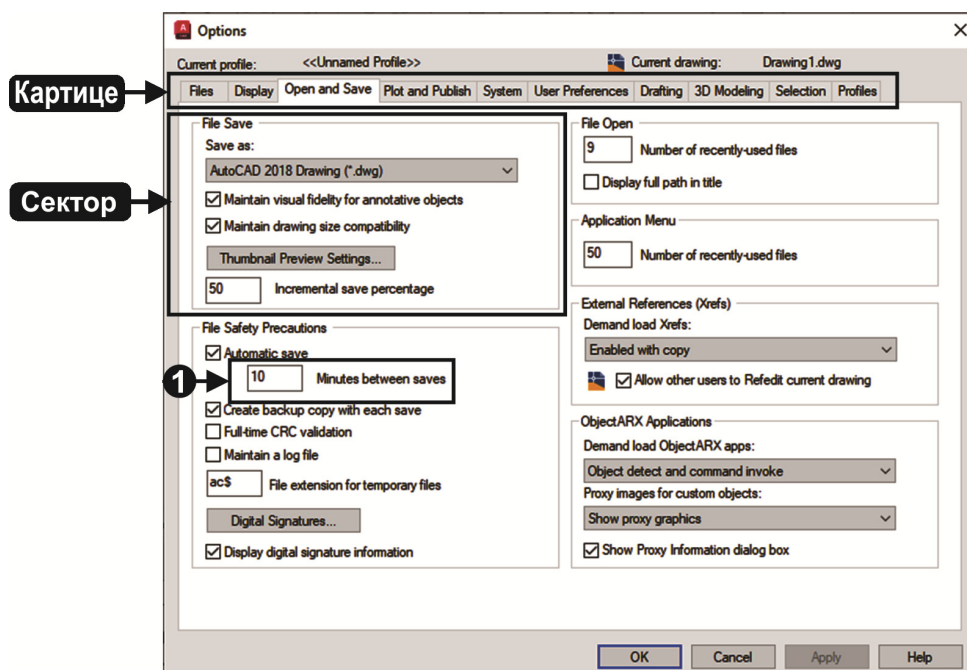 Options
Current profile: <<Unnamed Profile>> Current drawing: Drawing1.dwg
Картице
Files Display Open and Save Plot and Publish System User Preferences Drafting 3D Modeling Selection Profiles
Сектор
File Save
Save as:
AutoCAD 2018 Drawing (*.dwg)
Maintain visual fidelity for annotative objects
Maintain drawing size compatibility
Thumbnail Preview Settings...
50 Incremental save percentage
File Safety Precautions
Automatic save
1
10 Minutes between saves
Create backup copy with each save
Full-time CRC validation
Maintain a log file
ac$ File extension for temporary files
Digital Signatures...
Display digital signature information
File Open
9 Number of recently-used files
Display full path in title
Application Menu
50 Number of recently-used files
External References (Xrefs)
Demand load Xrefs:
Enabled with copy
Allow other users to Refedit current drawing
ObjectARX Applications
Demand load ObjectARX apps:
Object detect and command invoke
Proxy images for custom objects:
Show proxy graphics
Show Proxy Information dialog box
OK Cancel Apply Help